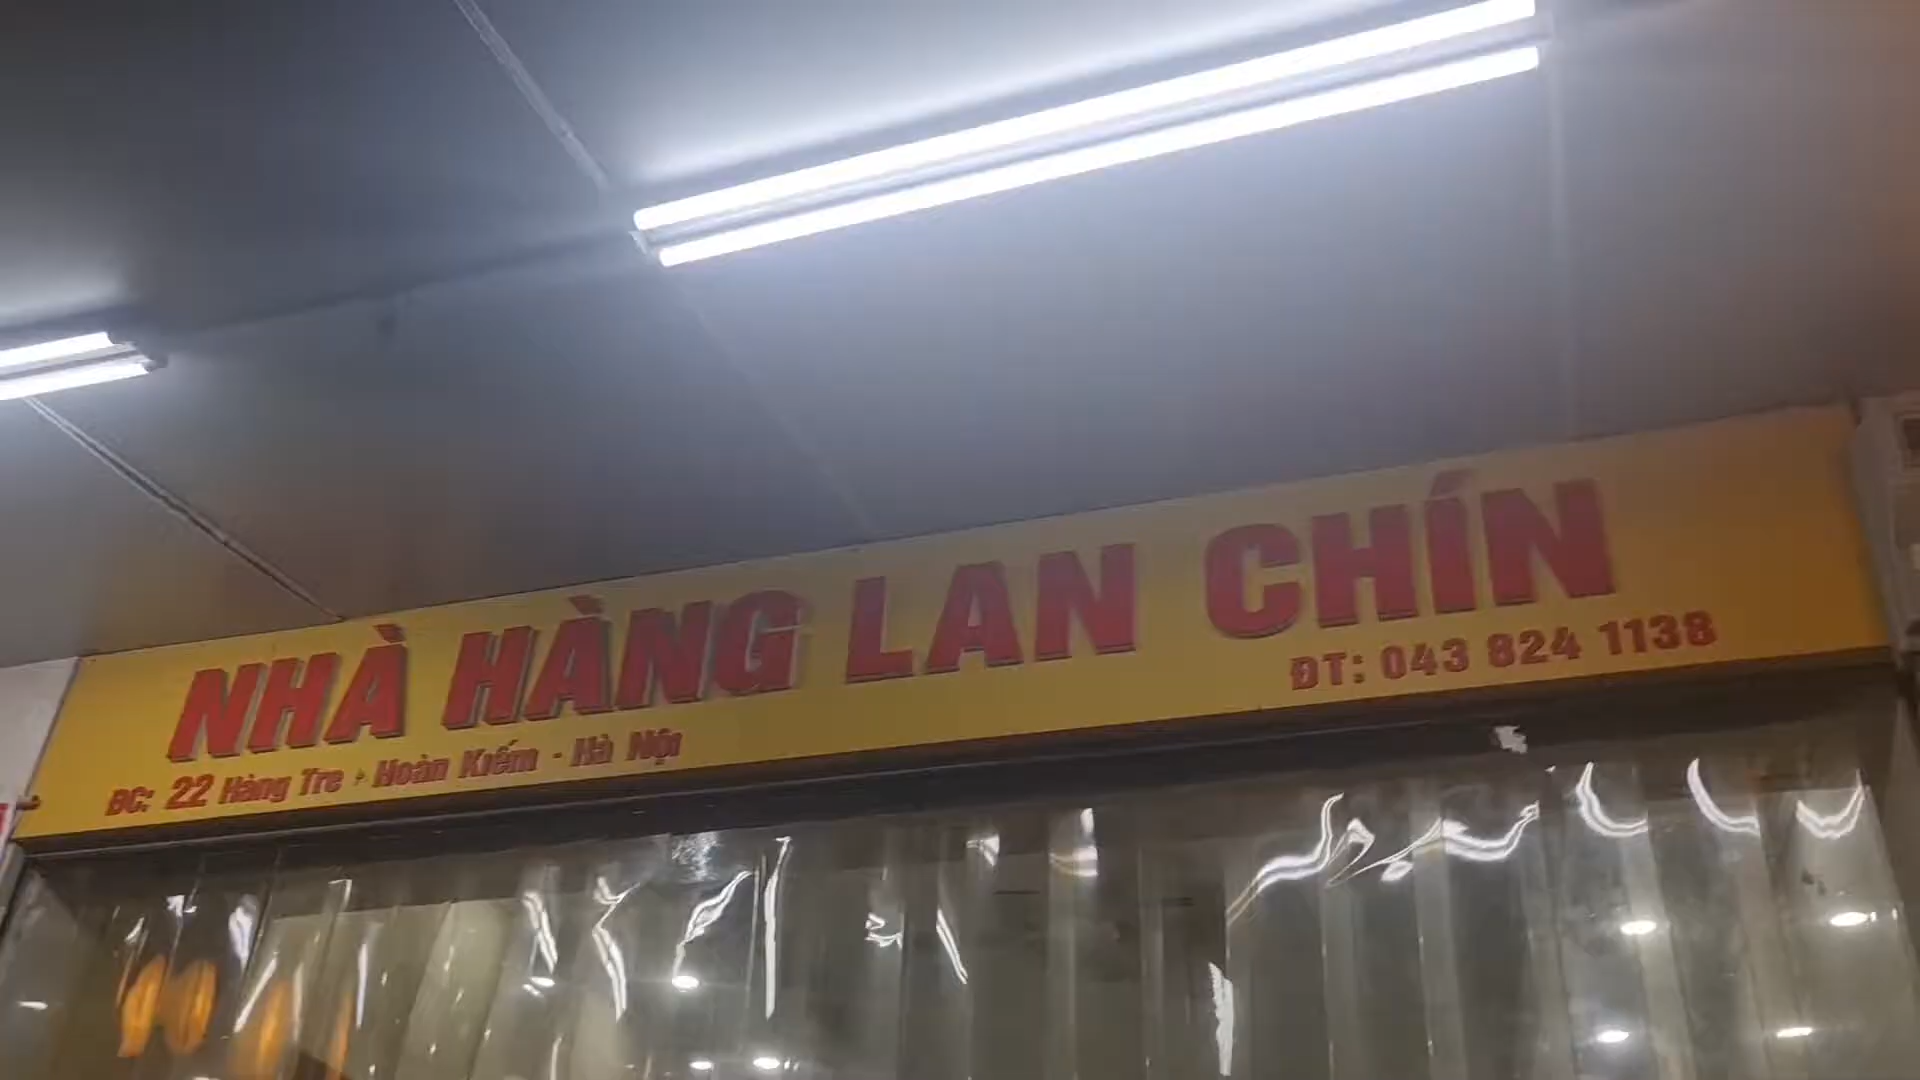 NHÀ HÀNG LAN CHÍN
ĐC: 22 Hàng Tre - Hoàn Kiếm - Hà Nội
ĐT: 043 824 1138